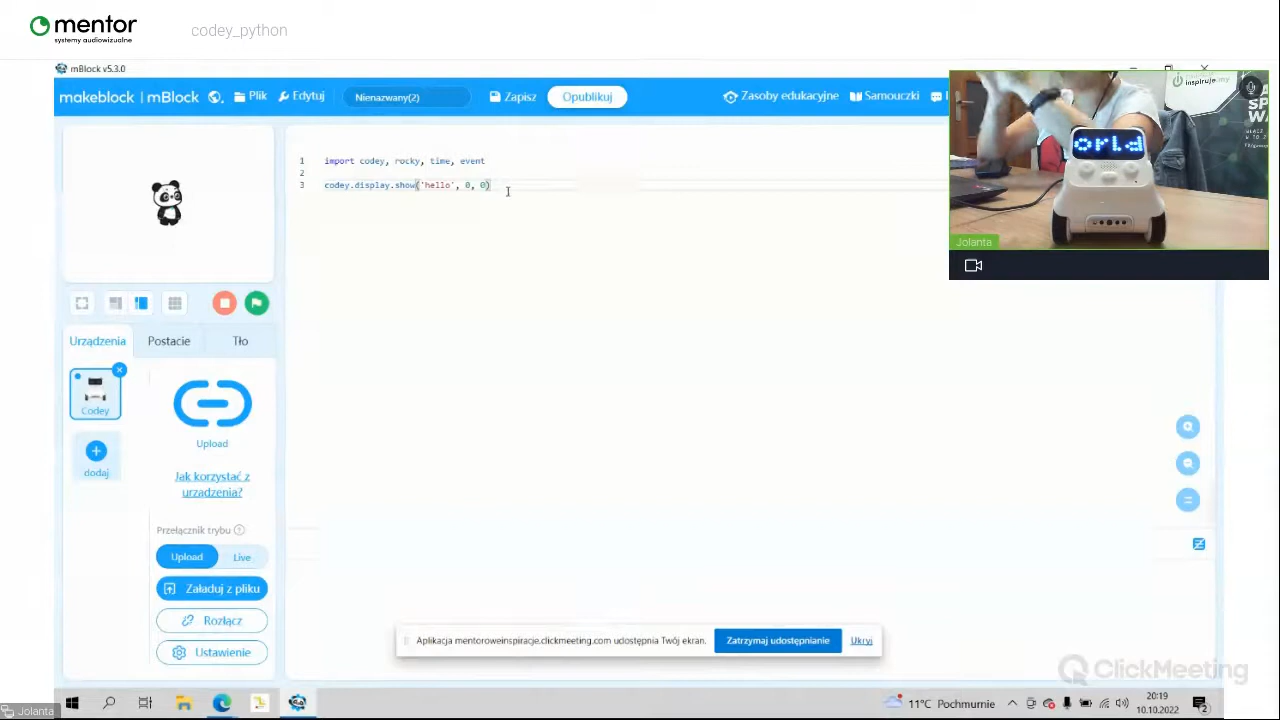 mentor
systemy audiowizualne
codey_python
mBlock v5.3.0
makeblock | mBlock
Plik
Edytuj
Nienazwany(2)
Zapisz
Opublikuj
Zasoby edukacyjne
Samouczki
inspiruje.my
orld
Jolanta
1 import codey, rocky, time, event
2
3 codey.display.show('hello', 0, 0)
Urządzenia
Postacie
Tło
Codey
dodaj
Upload
Jak korzystać z
urządzenia?
Przełącznik trybu
Upload
Live
Załaduj z pliku
Rozłącz
Ustawienie
Aplikacja mentoroweinspiracje.clickmeeting.com udostępnia Twój ekran.
Zatrzymaj udostępnianie
Ukryj
ClickMeeting
Jolanta
11°C Pochmurnie
20:19
10.10.2022
2